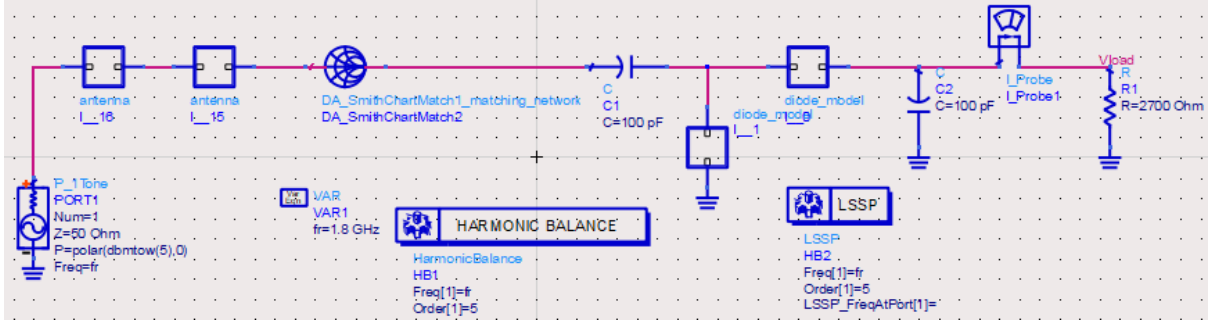 antenna
I__16
antenna
I__15
DA_SmithChartMatch1_matching_network
DA_SmithChartMatch2
C
C1
C=100 pF
diode_model
I__1
diode_model
C
C2
C=100 pF
I_Probe
I_Probe1
Vload
R
R1
R=2700 Ohm
P_1Tone
PORT1
Num=1
Z=50 Ohm
P=polar(dbmtow(5),0)
Freq=fr
Var
Eqn
VAR
VAR1
fr=1.8 GHz
HARMONIC BALANCE
HarmonicBalance
HB1
Freq[1]=fr
Order[1]=5
LSSP
LSSP
HB2
Freq[1]=fr
Order[1]=5
LSSP_FreqAtPort[1]=